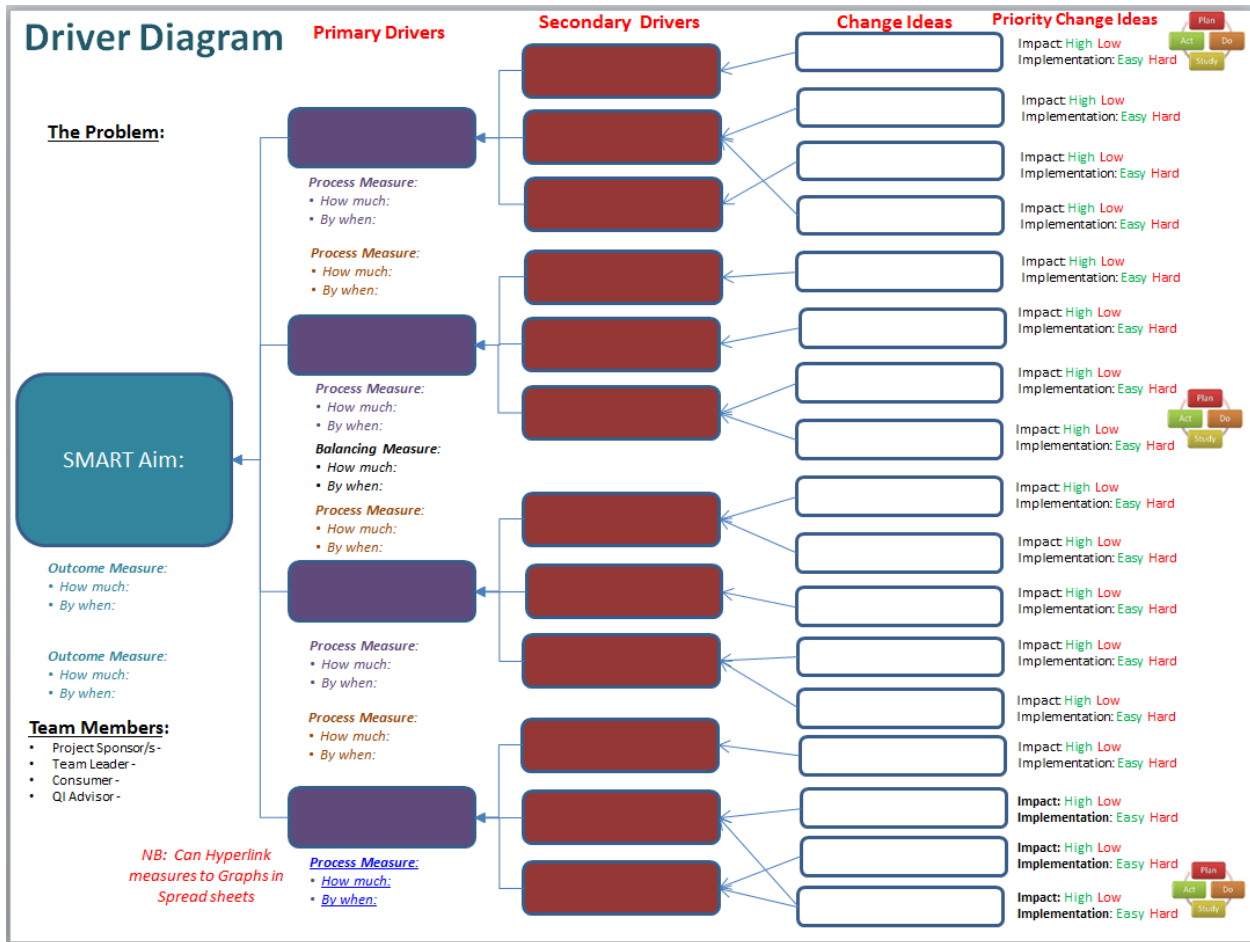 Driver Diagram
Primary Drivers
Secondary Drivers
Change Ideas
Priority Change Ideas
The Problem:
SMART Aim:
Outcome Measure:
• How much:
• By when:
Outcome Measure:
• How much:
• By when:
Team Members:
• Project Sponsor/s -
• Team Leader -
• Consumer -
• QI Advisor -
NB: Can Hyperlink
measures to Graphs in
Spread sheets
Process Measure:
• How much:
• By when:
Process Measure:
• How much:
• By when:
Process Measure:
• How much:
• By when:
Balancing Measure:
• How much:
• By when:
Process Measure:
• How much:
• By when:
Process Measure:
• How much:
• By when:
Process Measure:
• How much:
• By when:
Process Measure:
• How much:
• By when:
Impact: High Low
Implementation: Easy Hard
Plan
Act
Do
Study
Impact: High Low
Implementation: Easy Hard
Impact: High Low
Implementation: Easy Hard
Impact: High Low
Implementation: Easy Hard
Impact: High Low
Implementation: Easy Hard
Impact: High Low
Implementation: Easy Hard
Impact: High Low
Implementation: Easy Hard
Plan
Act
Do
Study
Impact: High Low
Implementation: Easy Hard
Impact: High Low
Implementation: Easy Hard
Impact: High Low
Implementation: Easy Hard
Impact: High Low
Implementation: Easy Hard
Impact: High Low
Implementation: Easy Hard
Impact: High Low
Implementation: Easy Hard
Impact: High Low
Implementation: Easy Hard
Impact: High Low
Implementation: Easy Hard
Impact: High Low
Implementation: Easy Hard
Impact: High Low
Implementation: Easy Hard
Plan
Act
Do
Study